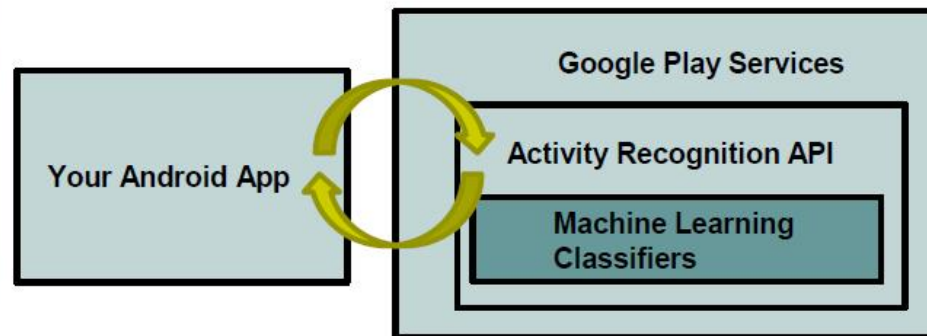 Google Play Services
Your Android App
Activity Recognition API
Machine Learning
Classifiers